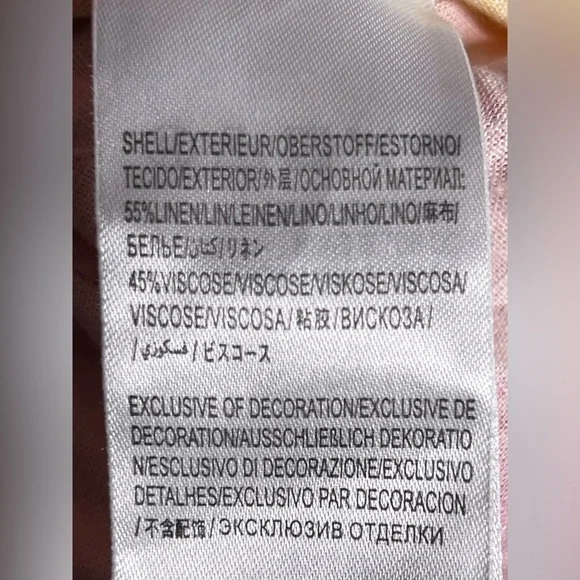 SHELL/EXTERIEUR/OBERSTOFF/ESTORNO/
TECIDO/EXTERIOR/外层/ОСНОВНОЙ МАТЕРИАЛ:
55%LINEN/LIN/LEINEN/LINO/LINHO/LINO/麻布/
БЕЛЬЕ/كتان/リネン
45%VISCOSE/VISCOSE/VISKOSE/VISCOSA/
VISCOSE/VISCOSA/粘胶/ВИСКОЗА/
/فسكوزي/ビスコース
EXCLUSIVE OF DECORATION/EXCLUSIVE DE
DECORATION/AUSSCHLIEßLICH DEKORATIO
N/ESCLUSIVO DI DECORAZIONE/EXCLUSIVO
DETALHES/EXCLUSIVO PAR DECORACION
/不含配饰/ЭКСКЛЮЗИВ ОТДЕЛКИ